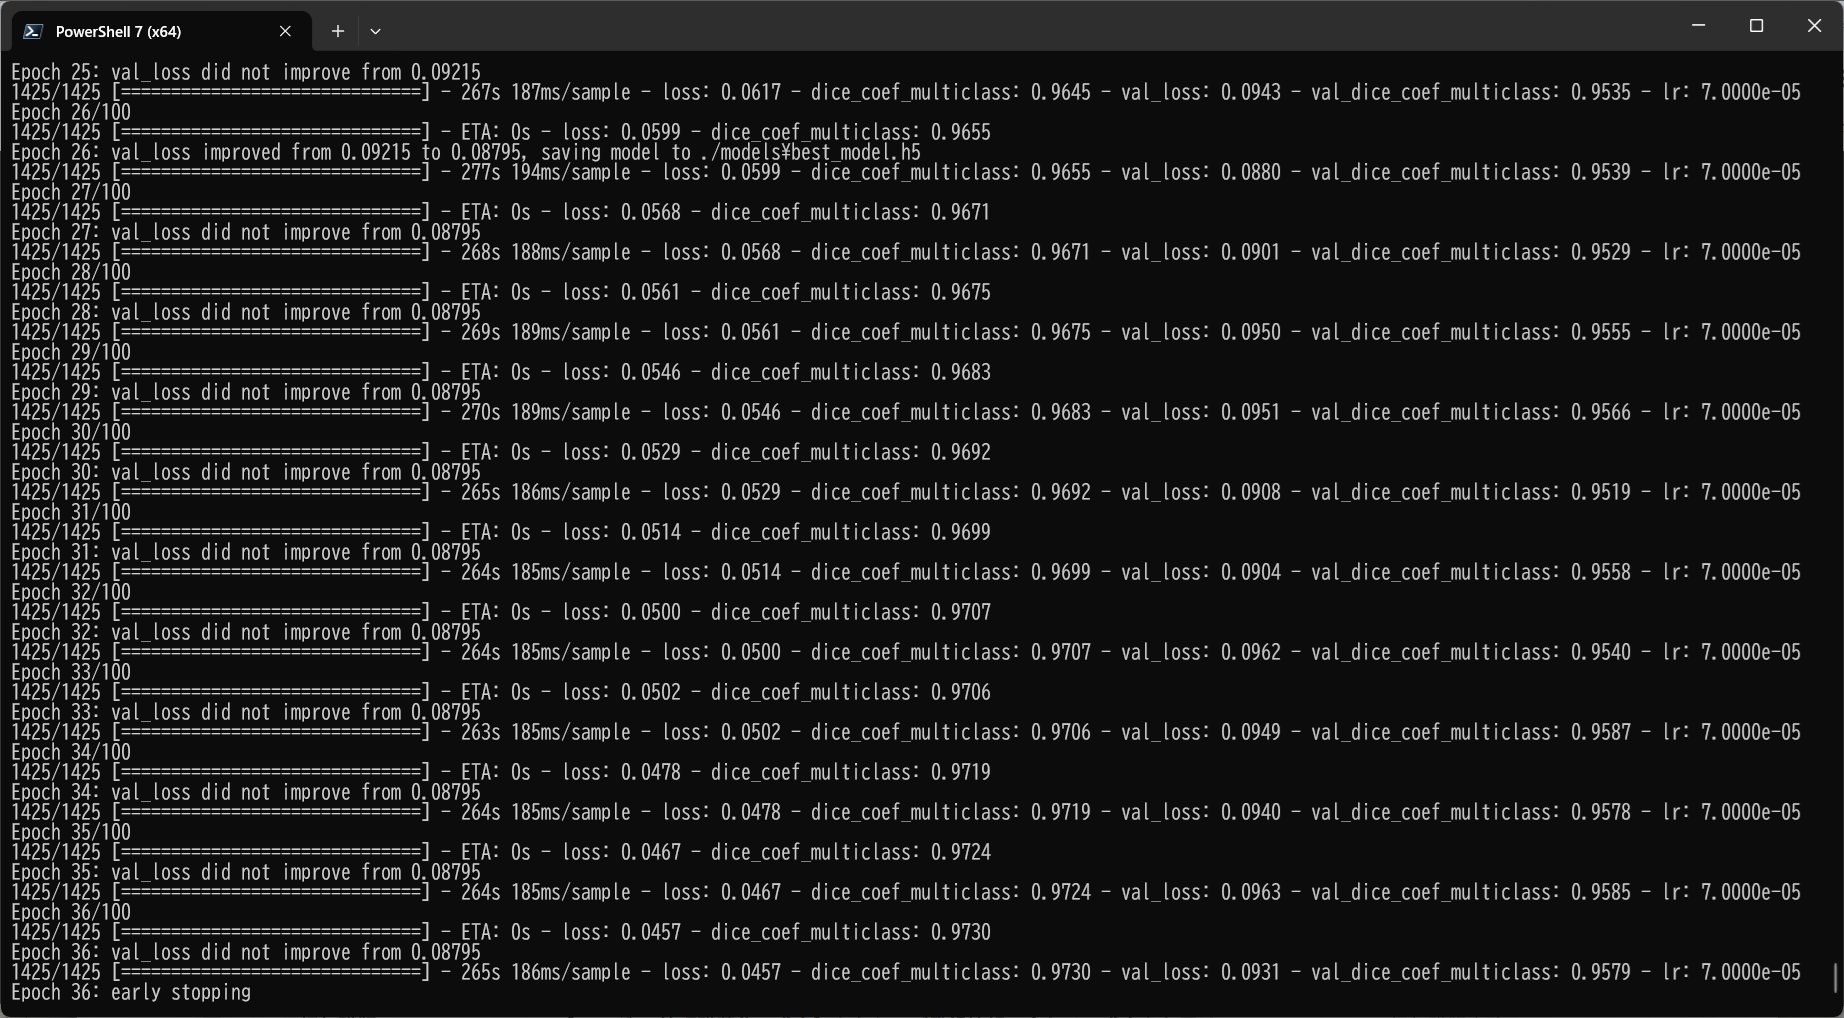 PowerShell 7 (x64)
Epoch 25: val_loss did not improve from 0.09215
1425/1425 [==============================] - 267s 187ms/sample - loss: 0.0617 - dice_coef_multiclass: 0.9645 - val_loss: 0.0943 - val_dice_coef_multiclass: 0.9535 - lr: 7.0000e-05
Epoch 26/100
1425/1425 [==============================] - ETA: 0s - loss: 0.0599 - dice_coef_multiclass: 0.9655
Epoch 26: val_loss improved from 0.09215 to 0.08795, saving model to ./models¥best_model.h5
1425/1425 [==============================] - 277s 194ms/sample - loss: 0.0599 - dice_coef_multiclass: 0.9655 - val_loss: 0.0880 - val_dice_coef_multiclass: 0.9539 - lr: 7.0000e-05
Epoch 27/100
1425/1425 [==============================] - ETA: 0s - loss: 0.0568 - dice_coef_multiclass: 0.9671
Epoch 27: val_loss did not improve from 0.08795
1425/1425 [==============================] - 268s 188ms/sample - loss: 0.0568 - dice_coef_multiclass: 0.9671 - val_loss: 0.0901 - val_dice_coef_multiclass: 0.9529 - lr: 7.0000e-05
Epoch 28/100
1425/1425 [==============================] - ETA: 0s - loss: 0.0561 - dice_coef_multiclass: 0.9675
Epoch 28: val_loss did not improve from 0.08795
1425/1425 [==============================] - 269s 189ms/sample - loss: 0.0561 - dice_coef_multiclass: 0.9675 - val_loss: 0.0950 - val_dice_coef_multiclass: 0.9555 - lr: 7.0000e-05
Epoch 29/100
1425/1425 [==============================] - ETA: 0s - loss: 0.0546 - dice_coef_multiclass: 0.9683
Epoch 29: val_loss did not improve from 0.08795
1425/1425 [==============================] - 270s 189ms/sample - loss: 0.0546 - dice_coef_multiclass: 0.9683 - val_loss: 0.0951 - val_dice_coef_multiclass: 0.9566 - lr: 7.0000e-05
Epoch 30/100
1425/1425 [==============================] - ETA: 0s - loss: 0.0529 - dice_coef_multiclass: 0.9692
Epoch 30: val_loss did not improve from 0.08795
1425/1425 [==============================] - 265s 186ms/sample - loss: 0.0529 - dice_coef_multiclass: 0.9692 - val_loss: 0.0908 - val_dice_coef_multiclass: 0.9519 - lr: 7.0000e-05
Epoch 31/100
1425/1425 [==============================] - ETA: 0s - loss: 0.0514 - dice_coef_multiclass: 0.9699
Epoch 31: val_loss did not improve from 0.08795
1425/1425 [==============================] - 264s 185ms/sample - loss: 0.0514 - dice_coef_multiclass: 0.9699 - val_loss: 0.0904 - val_dice_coef_multiclass: 0.9558 - lr: 7.0000e-05
Epoch 32/100
1425/1425 [==============================] - ETA: 0s - loss: 0.0500 - dice_coef_multiclass: 0.9707
Epoch 32: val_loss did not improve from 0.08795
1425/1425 [==============================] - 264s 185ms/sample - loss: 0.0500 - dice_coef_multiclass: 0.9707 - val_loss: 0.0962 - val_dice_coef_multiclass: 0.9540 - lr: 7.0000e-05
Epoch 33/100
1425/1425 [==============================] - ETA: 0s - loss: 0.0502 - dice_coef_multiclass: 0.9706
Epoch 33: val_loss did not improve from 0.08795
1425/1425 [==============================] - 263s 185ms/sample - loss: 0.0502 - dice_coef_multiclass: 0.9706 - val_loss: 0.0949 - val_dice_coef_multiclass: 0.9587 - lr: 7.0000e-05
Epoch 34/100
1425/1425 [==============================] - ETA: 0s - loss: 0.0478 - dice_coef_multiclass: 0.9719
Epoch 34: val_loss did not improve from 0.08795
1425/1425 [==============================] - 264s 185ms/sample - loss: 0.0478 - dice_coef_multiclass: 0.9719 - val_loss: 0.0940 - val_dice_coef_multiclass: 0.9578 - lr: 7.0000e-05
Epoch 35/100
1425/1425 [==============================] - ETA: 0s - loss: 0.0467 - dice_coef_multiclass: 0.9724
Epoch 35: val_loss did not improve from 0.08795
1425/1425 [==============================] - 264s 185ms/sample - loss: 0.0467 - dice_coef_multiclass: 0.9724 - val_loss: 0.0963 - val_dice_coef_multiclass: 0.9585 - lr: 7.0000e-05
Epoch 36/100
1425/1425 [==============================] - ETA: 0s - loss: 0.0457 - dice_coef_multiclass: 0.9730
Epoch 36: val_loss did not improve from 0.08795
1425/1425 [==============================] - 265s 186ms/sample - loss: 0.0457 - dice_coef_multiclass: 0.9730 - val_loss: 0.0931 - val_dice_coef_multiclass: 0.9579 - lr: 7.0000e-05
Epoch 36: early stopping